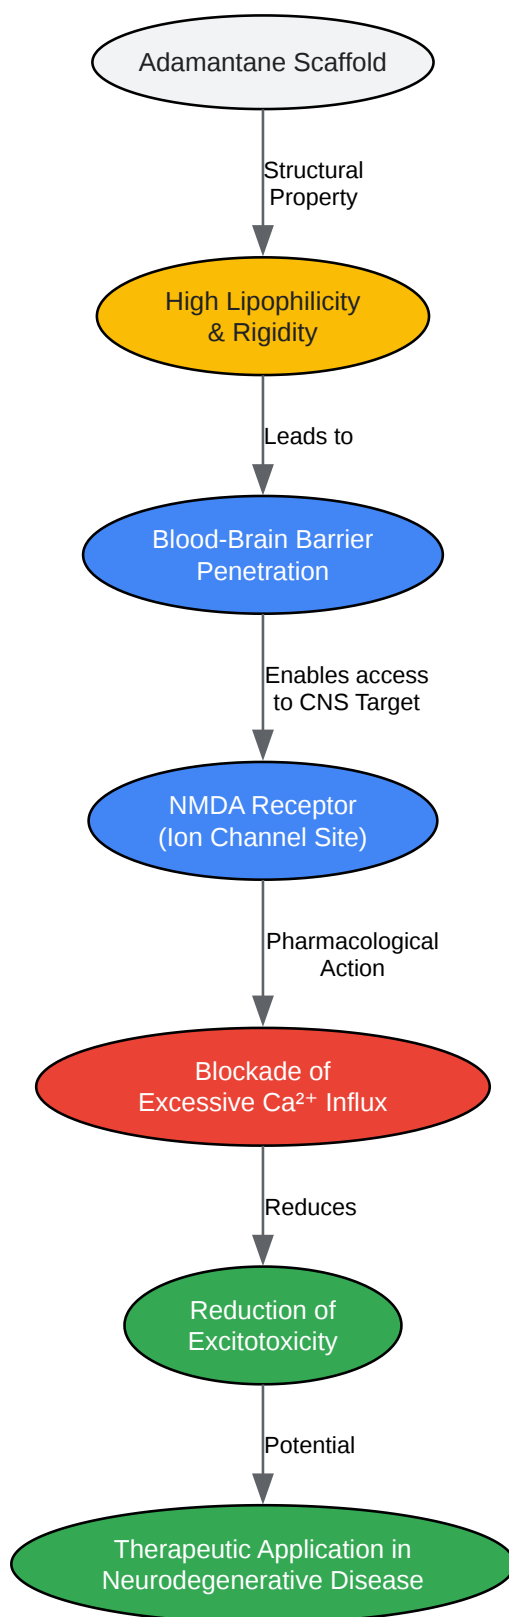 Adamantane Scaffold
Structural
Property
High Lipophilicity
& Rigidity
Leads to
Blood-Brain Barrier
Penetration
Enables access
to CNS Target
NMDA Receptor
(Ion Channel Site)
Pharmacological
Action
Blockade of
Excessive Ca²⁺ Influx
Reduces
Reduction of
Excitotoxicity
Potential
Therapeutic Application in
Neurodegenerative Disease